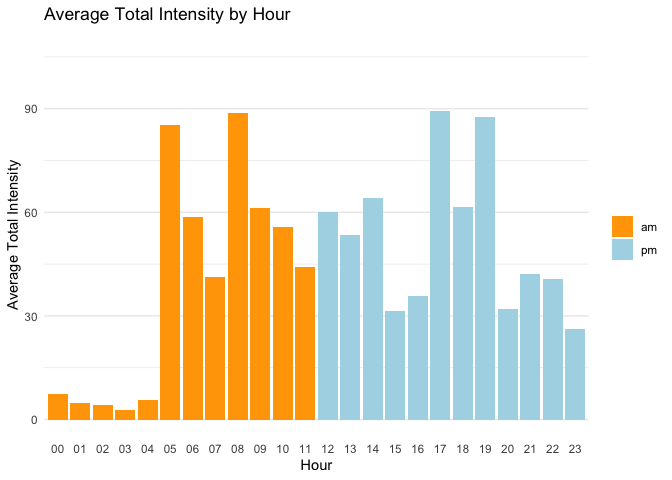 Average Total Intensity by Hour
Average Total Intensity
90
60
30
0
00 01 02 03 04 05 06 07 08 09 10 11 12 13 14 15 16 17 18 19 20 21 22 23
Hour
am
pm